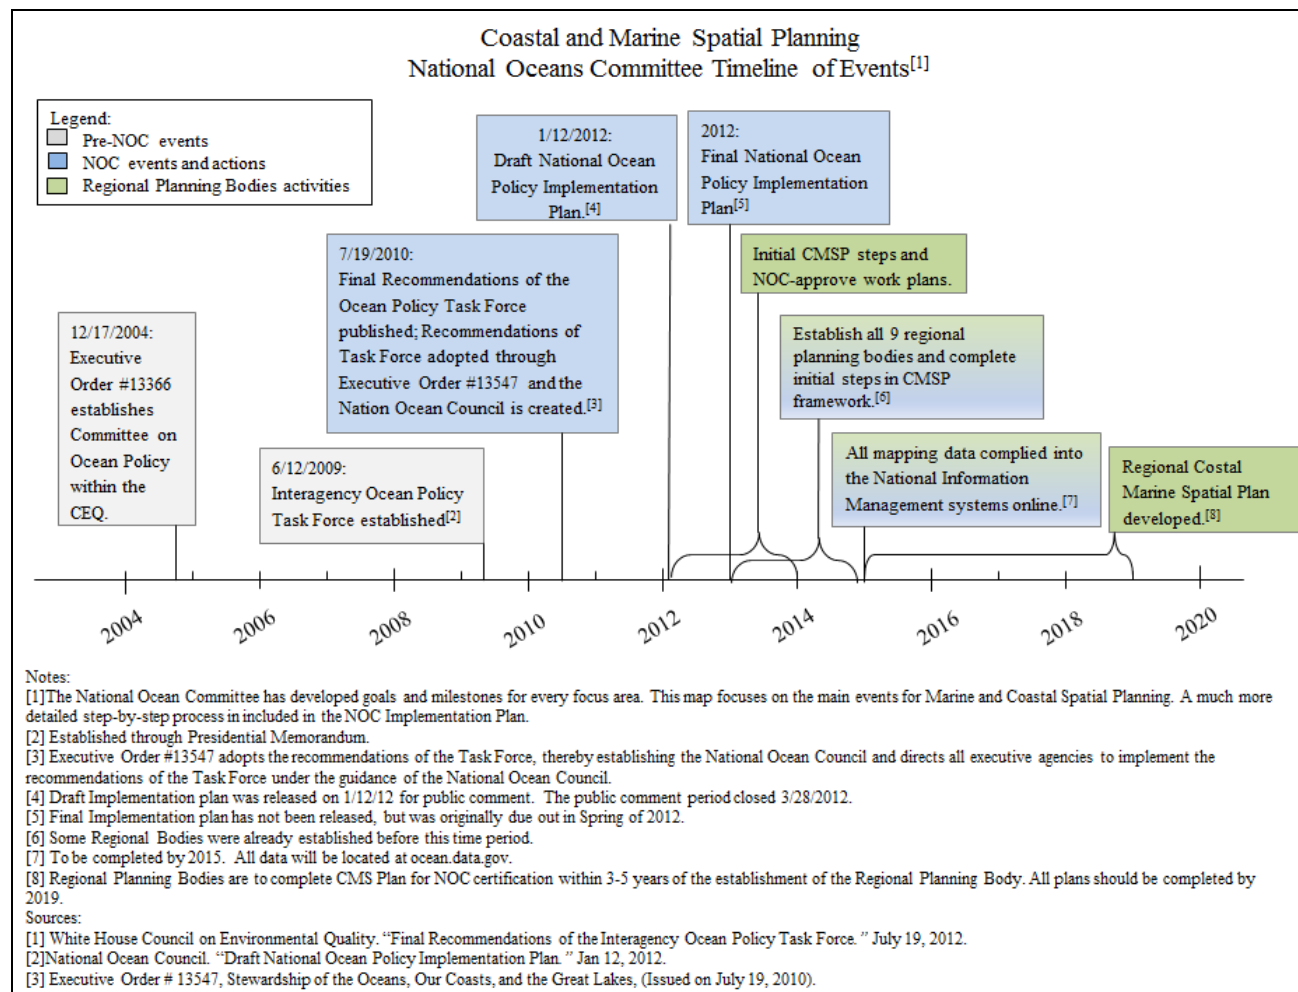 Coastal and Marine Spatial Planning
National Oceans Committee Timeline of Events[1]
Legend:
Pre-NOC events
NOC events and actions
Regional Planning Bodies activities
1/12/2012:
Draft National Ocean
Policy Implementation
Plan.[4]
2012:
Final National Ocean
Policy Implementation
Plan[5]
7/19/2010:
Final Recommendations of the
Ocean Policy Task Force
published; Recommendations of
Task Force adopted through
Executive Order #13547 and the
Nation Ocean Council is created.[3]
Initial CMSP steps and
NOC-approve work plans.
12/17/2004:
Executive
Order #13366
establishes
Committee on
Ocean Policy
within the
CEQ.
Establish all 9 regional
planning bodies and complete
initial steps in CMSP
framework.[6]
6/12/2009:
Interagency Ocean Policy
Task Force established[2]
All mapping data complied into
the National Information
Management systems online.[7]
Regional Costal
Marine Spatial Plan
developed.[8]
2004
2006
2008
2010
2012
2014
2016
2018
2020
Notes:
[1]The National Ocean Committee has developed goals and milestones for every focus area. This map focuses on the main events for Marine and Coastal Spatial Planning. A much more
detailed step-by-step process in included in the NOC Implementation Plan.
[2] Established through Presidential Memorandum.
[3] Executive Order #13547 adopts the recommendations of the Task Force, thereby establishing the National Ocean Council and directs all executive agencies to implement the
recommendations of the Task Force under the guidance of the National Ocean Council.
[4] Draft Implementation plan was released on 1/12/12 for public comment. The public comment period closed 3/28/2012.
[5] Final Implementation plan has not been released, but was originally due out in Spring of 2012.
[6] Some Regional Bodies were already established before this time period.
[7] To be completed by 2015. All data will be located at ocean.data.gov.
[8] Regional Planning Bodies are to complete CMS Plan for NOC certification within 3-5 years of the establishment of the Regional Planning Body. All plans should be completed by
2019.
Sources:
[1] White House Council on Environmental Quality. “Final Recommendations of the Interagency Ocean Policy Task Force.” July 19, 2012.
[2]National Ocean Council. “Draft National Ocean Policy Implementation Plan.” Jan 12, 2012.
[3] Executive Order # 13547, Stewardship of the Oceans, Our Coasts, and the Great Lakes, (Issued on July 19, 2010).